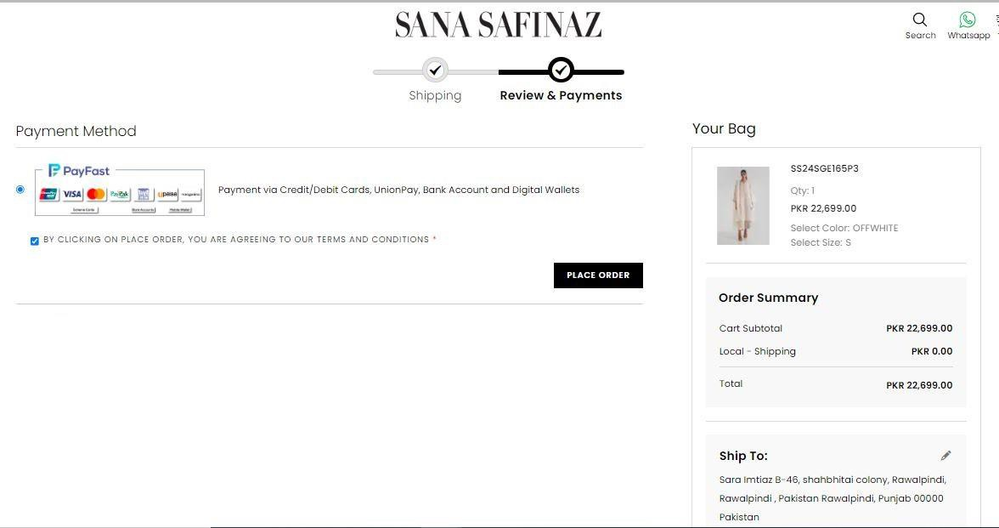 SANA SAFINAZ
Search
Whatsapp
Shipping
Review & Payments
Payment Method
PayFast
VISA
PayPak
upaisa
Payment via Credit/Debit Cards, UnionPay, Bank Account and Digital Wallets
BY CLICKING ON PLACE ORDER, YOU ARE AGREEING TO OUR TERMS AND CONDITIONS *
PLACE ORDER
Your Bag
SS24SGE165P3
Qty: 1
PKR 22,699.00
Select Color: OFFWHITE
Select Size: S
Order Summary
Cart Subtotal PKR 22,699.00
Local - Shipping PKR 0.00
Total PKR 22,699.00
Ship To:
Sara Imtiaz B-46, shahbhitai colony, Rawalpindi,
Rawalpindi , Pakistan Rawalpindi, Punjab 00000
Pakistan